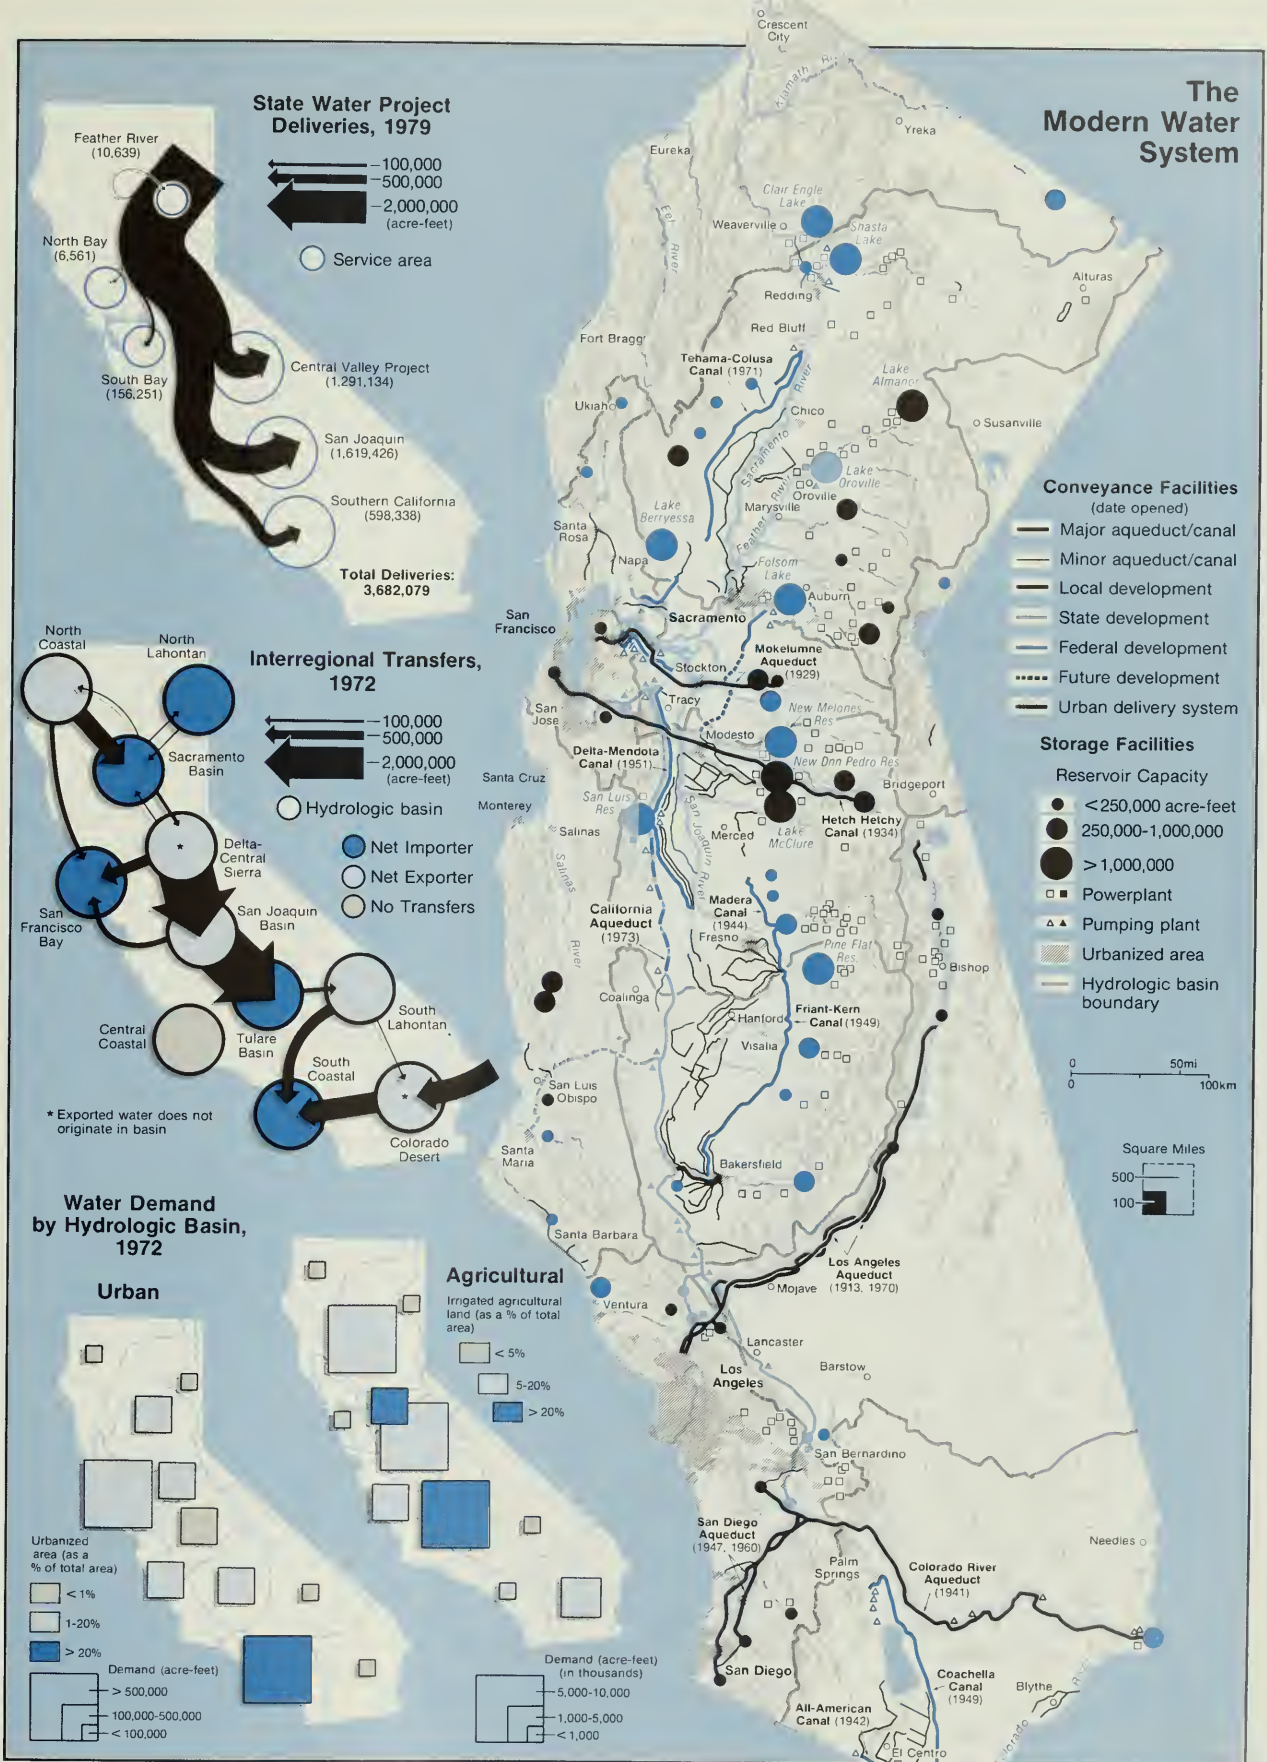 The
Modern Water
System
State Water Project
Deliveries, 1979
100,000
500,000
2,000,000
(acre-feet)
Service area
Feather River
(10,639)
North Bay
(6,561)
South Bay
(156,251)
Central Valley Project
(1,291,134)
San Joaquin
(1,619,426)
Southern California
(598,338)
Total Deliveries:
3,682,079
Interregional Transfers,
1972
100,000
500,000
2,000,000
(acre-feet)
Hydrologic basin
Net Importer
Net Exporter
No Transfers
North
Coastal
North
Lahontan
Sacramento
Basin
*
Delta-
Central
Sierra
San
Francisco
Bay
San Joaquin
Basin
Central
Coastal
Tulare
Basin
South
Lahontan
South
Coastal
*
Colorado
Desert
* Exported water does not
originate in basin
Water Demand
by Hydrologic Basin,
1972
Urban
Urbanized
area (as a
% of total area)
< 1%
1-20%
> 20%
Demand (acre-feet)
> 500,000
100,000-500,000
< 100,000
Agricultural
Irrigated agricultural
land (as a % of total
area)
< 5%
5-20%
> 20%
Demand (acre-feet)
(in thousands)
5,000-10,000
1,000-5,000
< 1,000
Conveyance Facilities
(date opened)
Major aqueduct/canal
Minor aqueduct/canal
Local development
State development
Federal development
Future development
Urban delivery system
Storage Facilities
Reservoir Capacity
<250,000 acre-feet
250,000-1,000,000
>1,000,000
Powerplant
Pumping plant
Urbanized area
Hydrologic basin
boundary
0 50mi
0 100km
Square Miles
500
100
Crescent
City
Klamath
Yreka
Eureka
Eel River
Clair Engle
Lake
Weaverville
Shasta
Lake
Redding
Alturas
Red Bluff
Fort Bragg
Tehama-Colusa
Canal (1971)
River
Lake
Almanor
Ukiah
Chico
Susanville
Sacramento
Lake
Oroville
Oroville
Marysville
Feather River
Lake
Berryessa
Santa
Rosa
Napa
Folsom
Lake
Auburn
San
Francisco
Sacramento
Mokelumne
Aqueduct
(1929)
Stockton
Tracy
San
Jose
New Melones
Res
Modesto
Delta-Mendota
Canal (1951)
New Don Pedro Res
Bridgeport
Santa Cruz
San Luis
Res
Monterey
Salinas
San Joaquin River
Merced
Lake
McClure
Hetch Hetchy
Canal (1934)
Salinas
River
California
Aqueduct
(1973)
Madera
Canal
(1944)
Fresno
Pine Flat
Res.
Bishop
Coalinga
Hanford
Friant-Kern
Canal (1949)
Visalia
San Luis
Obispo
Santa
Maria
Bakersfield
Santa Barbara
Los Angeles
Aqueduct
(1913, 1970)
Mojave
Ventura
Lancaster
Los
Angeles
Barstow
San Bernardino
San Diego
Aqueduct
(1947, 1960)
Palm
Springs
Colorado River
Aqueduct
(1941)
Needles
San Diego
Coachella
Canal
(1949)
Blythe
All-American
Canal (1942)
El Centro